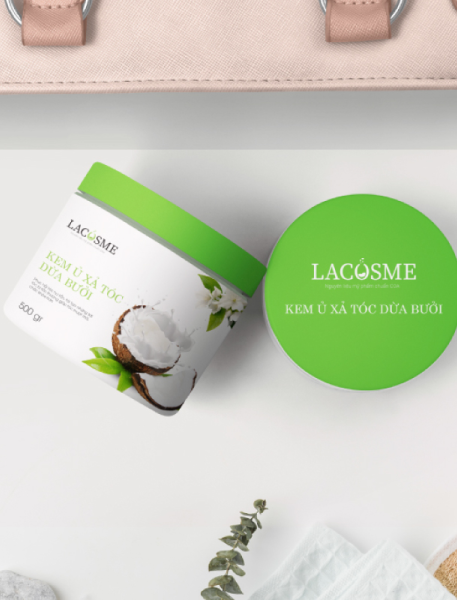 LACOSME
KEM Ủ XẢ TÓC
DỪA BƯỞI
500 gr
LACOSME
KEM Ủ XẢ TÓC DỪA BƯỞI